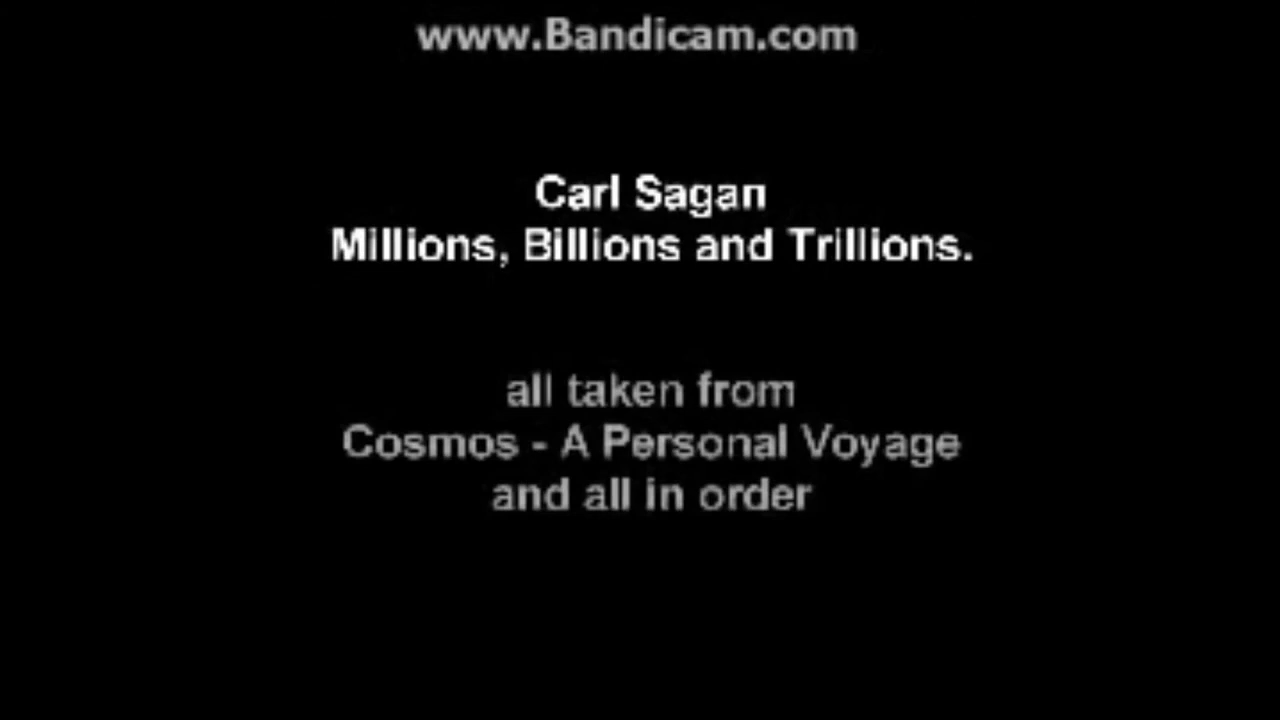 www.Bandicam.com
Carl Sagan
Millions, Billions and Trillions.
all taken from
Cosmos - A Personal Voyage
and all in order